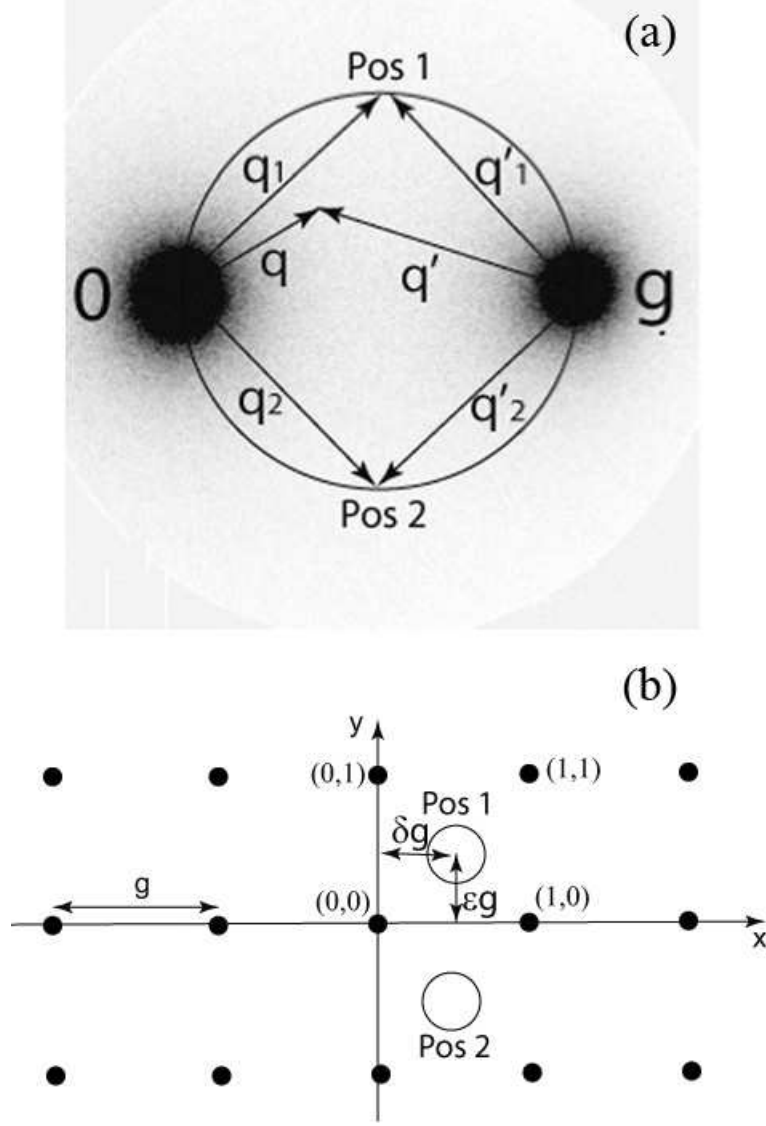 (a)
Pos 1
q₁ q'₁
q q'
0 g
q₂ q'₂
Pos 2
(b)
y
(0,1) (1,1)
Pos 1
δg
g
(0,0) εg (1,0)
x
Pos 2